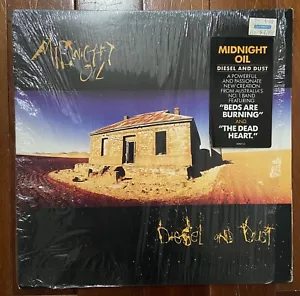 MIDNIGHT
OIL
MIDNIGHT
OIL
DIESEL AND DUST
A POWERFUL
AND PASSIONATE
NEW CREATION
FROM AUSTRALIA'S
NO. 1 BAND
FEATURING
"BEDS ARE
BURNING"
AND
"THE DEAD
HEART."
DIESEL AND DUST